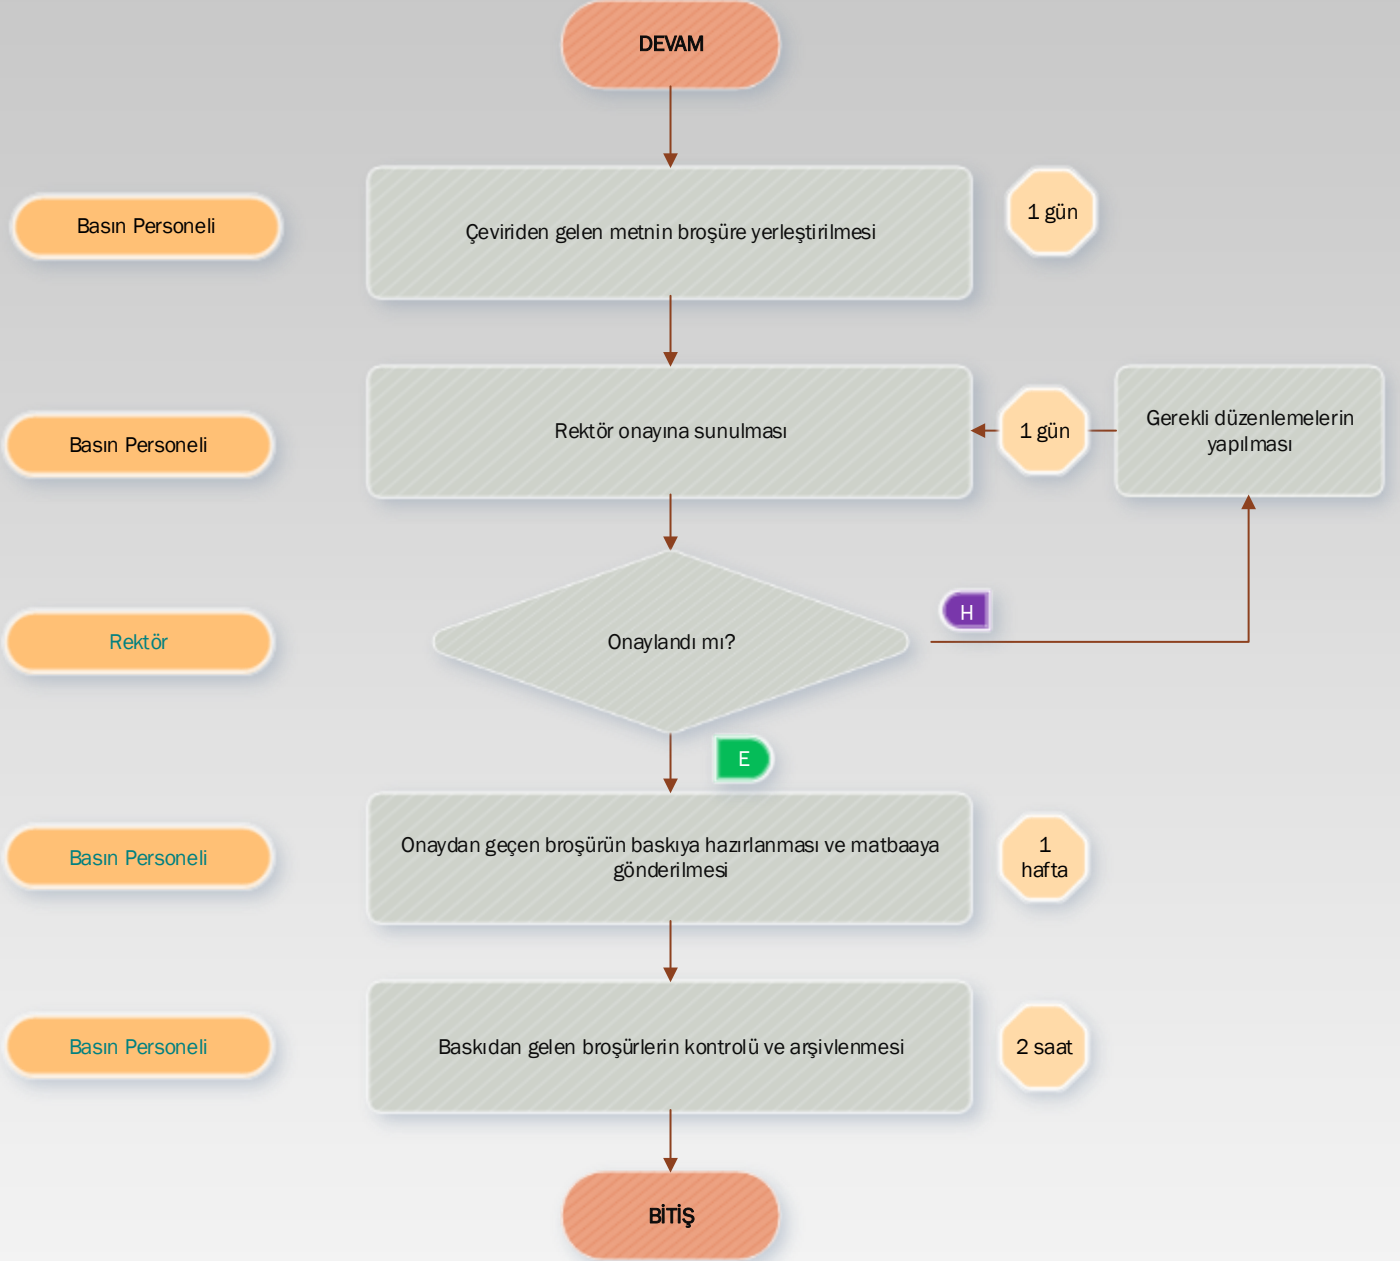 DEVAM
Basın Personeli
Çeviriden gelen metnin broşüre yerleştirilmesi
1 gün
Basın Personeli
Rektör onayına sunulması
1 gün
Gerekli düzenlemelerin
yapılması
Rektör
Onaylandı mı?
H
E
Basın Personeli
Onaydan geçen broşürün baskıya hazırlanması ve matbaaya
gönderilmesi
1
hafta
Basın Personeli
Baskıdan gelen broşürlerin kontrolü ve arşivlenmesi
2 saat
BİTİŞ